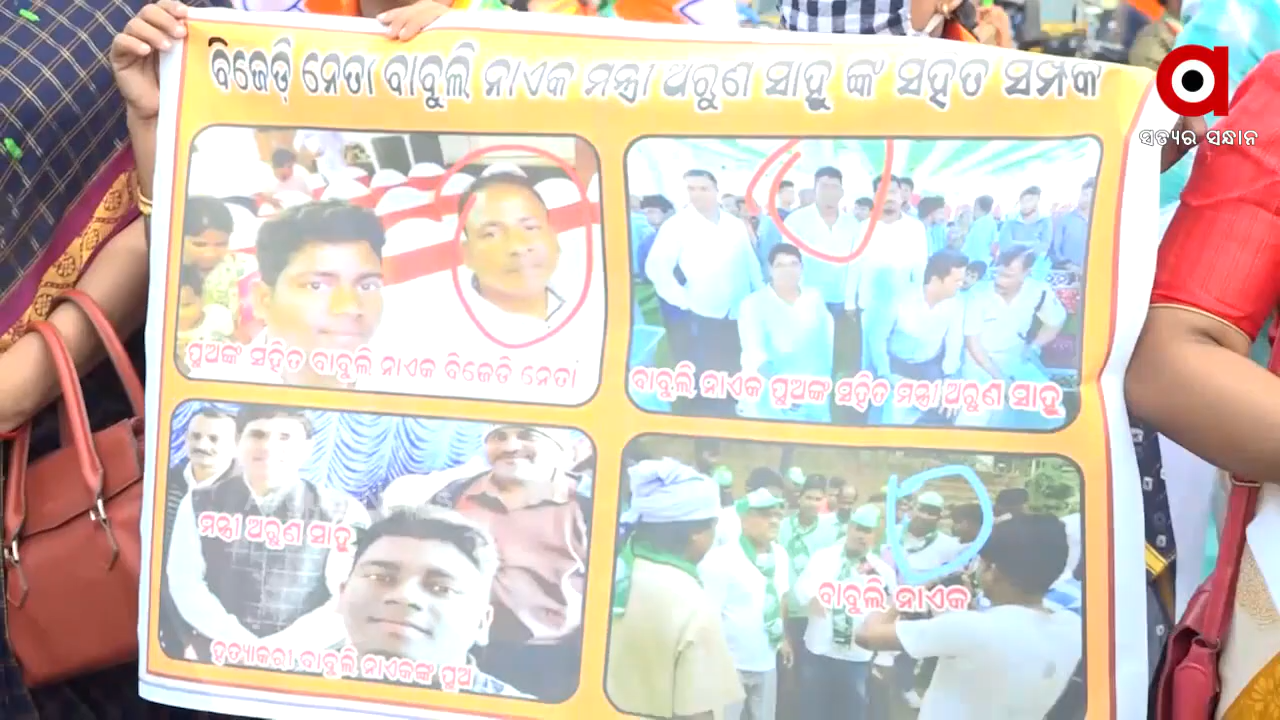 ବିଜେଡ଼ି ନେତା ବାବୁଲି ନାଏକ ମନ୍ତ୍ରୀ ଅରୁଣ ସାହୁ ଙ୍କ ସହିତ ସମ୍ପର୍କ
ସତ୍ୟର ସନ୍ଧାନ
ପୁଅଙ୍କ ସହିତ ବାବୁଲି ନାଏକ ବିଜେଡି ନେତା
ବାବୁଲି ନାଏକ ପୁଅଙ୍କ ସହିତ ମନ୍ତ୍ରୀ ଅରୁଣ ସାହୁ
ମନ୍ତ୍ରୀ ଅରୁଣ ସାହୁ
ହତ୍ୟାକାରୀ ବାବୁଲି ନାଏକଙ୍କ ପୁଅ
ବାବୁଲି ନାଏକ